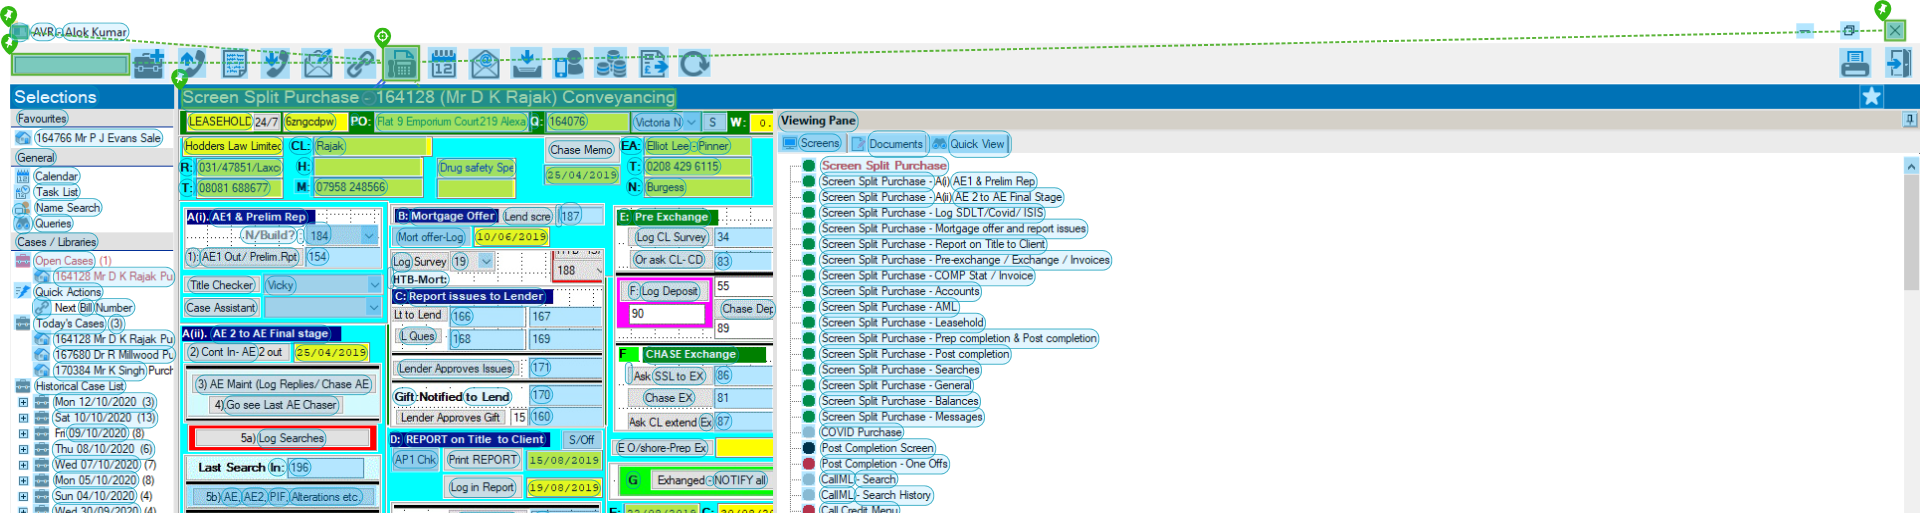 AVR - Alok Kumar
12
Selections
Screen Split Purchase - 164128 (Mr D K Rajak) Conveyancing
Favourites
164766 Mr P J Evans Sale
General
Calendar
Task List
Name Search
Queries
Cases / Libraries
Open Cases (1)
164128 Mr D K Rajak Pu
Quick Actions
Next Bill Number
Today's Cases (3)
164128 Mr D K Rajak Pu
167680 Dr R Millwood Pu
170384 Mr K Singh Purch
Historical Case List
Mon 12/10/2020 (3)
Sat 10/10/2020 (13)
Fri 09/10/2020 (8)
Thu 08/10/2020 (6)
Wed 07/10/2020 (7)
Mon 05/10/2020 (8)
Sun 04/10/2020 (4)
Wed 30/09/2020 (4)
LEASEHOLD 24/7 6zngcdpw PO: Flat 9 Emporium Court219 Alexa Q: 164076 Victoria N S W: 0.
Hodders Law Limited CL: Rajak Chase Memo EA: Elliot Lee - Pinner
R: 031/47851/Laxc H: Drug safety Spe 25/04/2019 T: 0208 429 6115
T: 08081 688677 M: 07958 248566 N: Burgess
A(i). AE1 & Prelim Rep
N/Build?: 184
1): AE1 Out/ Prelim.Rpt 154
Title Checker Vicky
Case Assistant
A(ii). AE 2 to AE Final stage
2) Cont In- AE 2 out 25/04/2019
3) AE Maint (Log Replies/ Chase AE
4) Go see Last AE Chaser
5a) Log Searches
Last Search In: 196
5b) AE, AE2, PIF, Alterations etc.
B: Mortgage Offer Lend scre 187
Mort offer-Log 10/06/2019
Log Survey 19 188
HTB-Mort:
C: Report issues to Lender
Lt to Lend 166 167
L Ques 168 169
Lender Approves Issues 171
Gift:Notified to Lend 170
Lender Approves Gift 15 160
D: REPORT on Title to Client S/Off
AP1 Chk Print REPORT 15/08/2019
Log in Report 19/08/2019
E: Pre Exchange
Log CL Survey 34
Or ask CL- CD 83
F: Log Deposit 55
90 Chase Dep
89
F CHASE Exchange
Ask SSL to EX 86
Chase EX 81
Ask CL extend Ex 87
E O/shore-Prep Ex
G Exhanged - NOTIFY all
Viewing Pane
Screens Documents Quick View
Screen Split Purchase
Screen Split Purchase - A(i) AE1 & Prelim Rep
Screen Split Purchase - A(ii) AE 2 to AE Final Stage
Screen Split Purchase - Log SDLT/Covid/ ISIS
Screen Split Purchase - Mortgage offer and report issues
Screen Split Purchase - Report on Title to Client
Screen Split Purchase - Pre-exchange / Exchange / Invoices
Screen Split Purchase - COMP Stat / Invoice
Screen Split Purchase - Accounts
Screen Split Purchase - AML
Screen Split Purchase - Leasehold
Screen Split Purchase - Prep completion & Post completion
Screen Split Purchase - Post completion
Screen Split Purchase - Searches
Screen Split Purchase - General
Screen Split Purchase - Balances
Screen Split Purchase - Messages
COVID Purchase
Post Completion Screen
Post Completion - One Offs
CallML - Search
CallML - Search History
Call Credit Menu